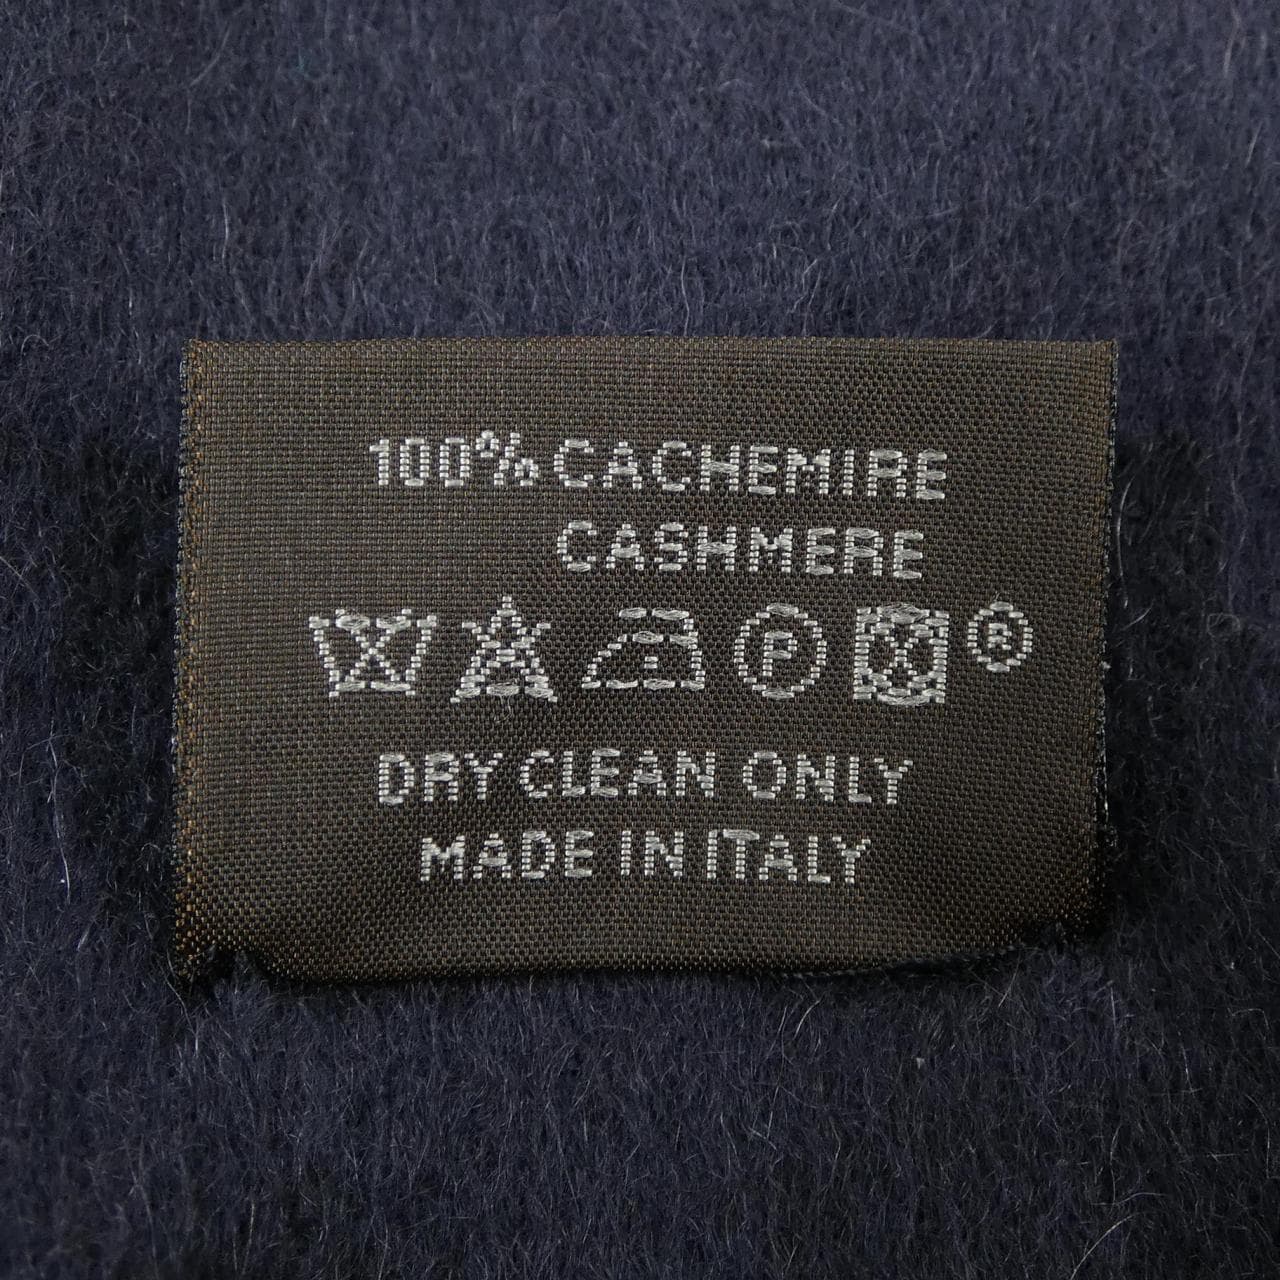 100% CACHEMIRE
CASHMERE
P ®
DRY CLEAN ONLY
MADE IN ITALY